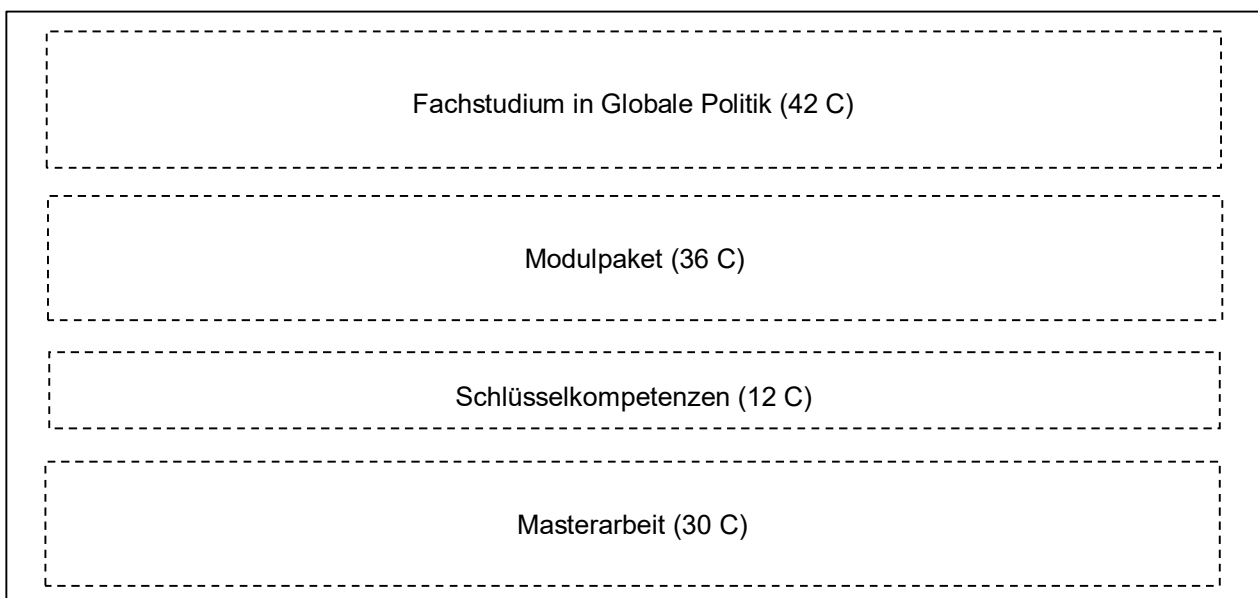 Fachstudium in Globale Politik (42 C)
Modulpaket (36 C)
Schlüsselkompetenzen (12 C)
Masterarbeit (30 C)